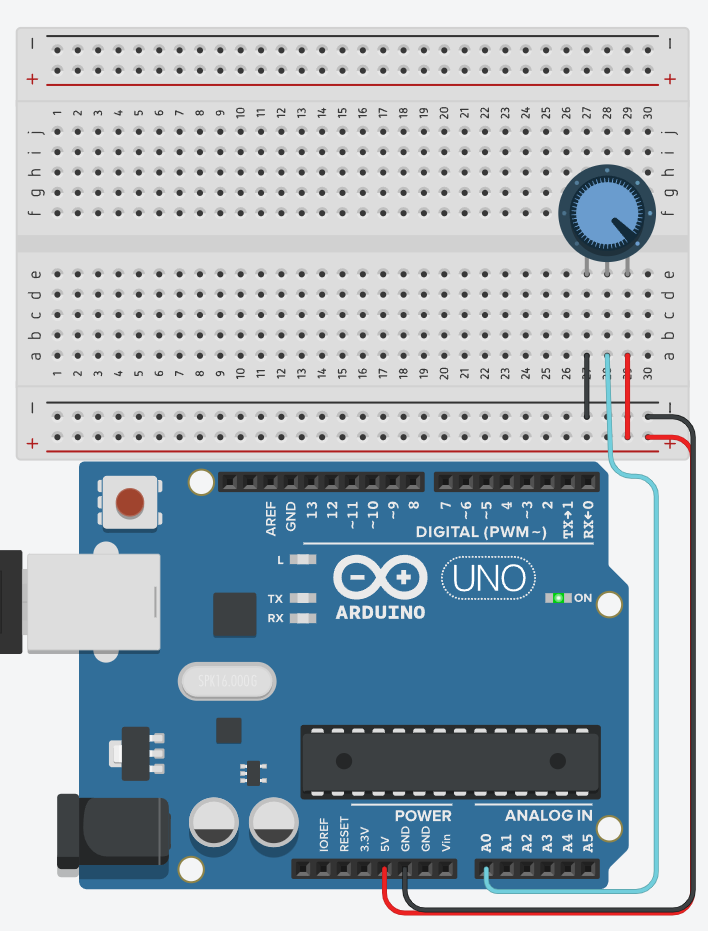 − −
+ +
1 2 3 4 5 6 7 8 9 10 11 12 13 14 15 16 17 18 19 20 21 22 23 24 25 26 27 28 29 30
j j
i i
h h
g g
f f
e e
d d
c c
b b
a a
1 2 3 4 5 6 7 8 9 10 11 12 13 14 15 16 17 18 19 20 21 22 23 24 25 26 27 28 29 30
− −
+ +
AREF GND 13 12 ~11 ~10 ~9 8 7 ~6 ~5 4 ~3 2 TX→1 RX←0
DIGITAL (PWM~)
L
TX
RX
ARDUINO
UNO
ON
SPX16.000G
POWER
ANALOG IN
IOREF RESET 3.3V 5V GND GND Vin A0 A1 A2 A3 A4 A5